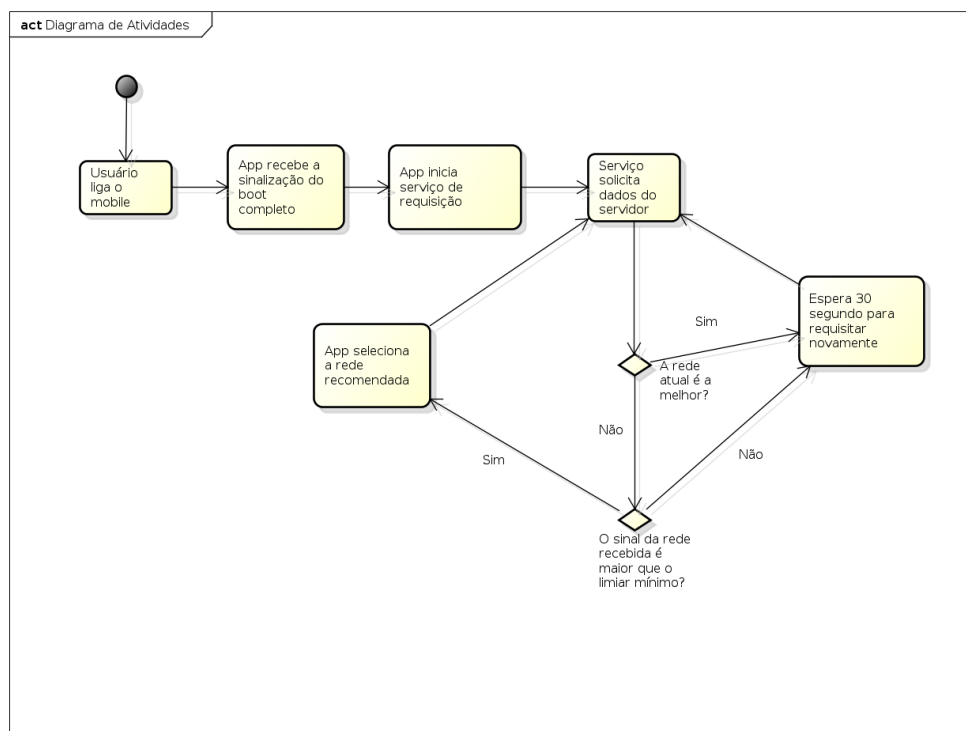 act Diagrama de Atividades
Usuário
liga o
mobile
App recebe a
sinalização do
boot
completo
App inicia
serviço de
requisição
Serviço
solicita
dados do
servidor
Espera 30
segundo para
requisitar
novamente
Sim
App seleciona
a rede
recomendada
A rede
atual é a
melhor?
Não
Não
Sim
O sinal da rede
recebida é
maior que o
limiar mínimo?